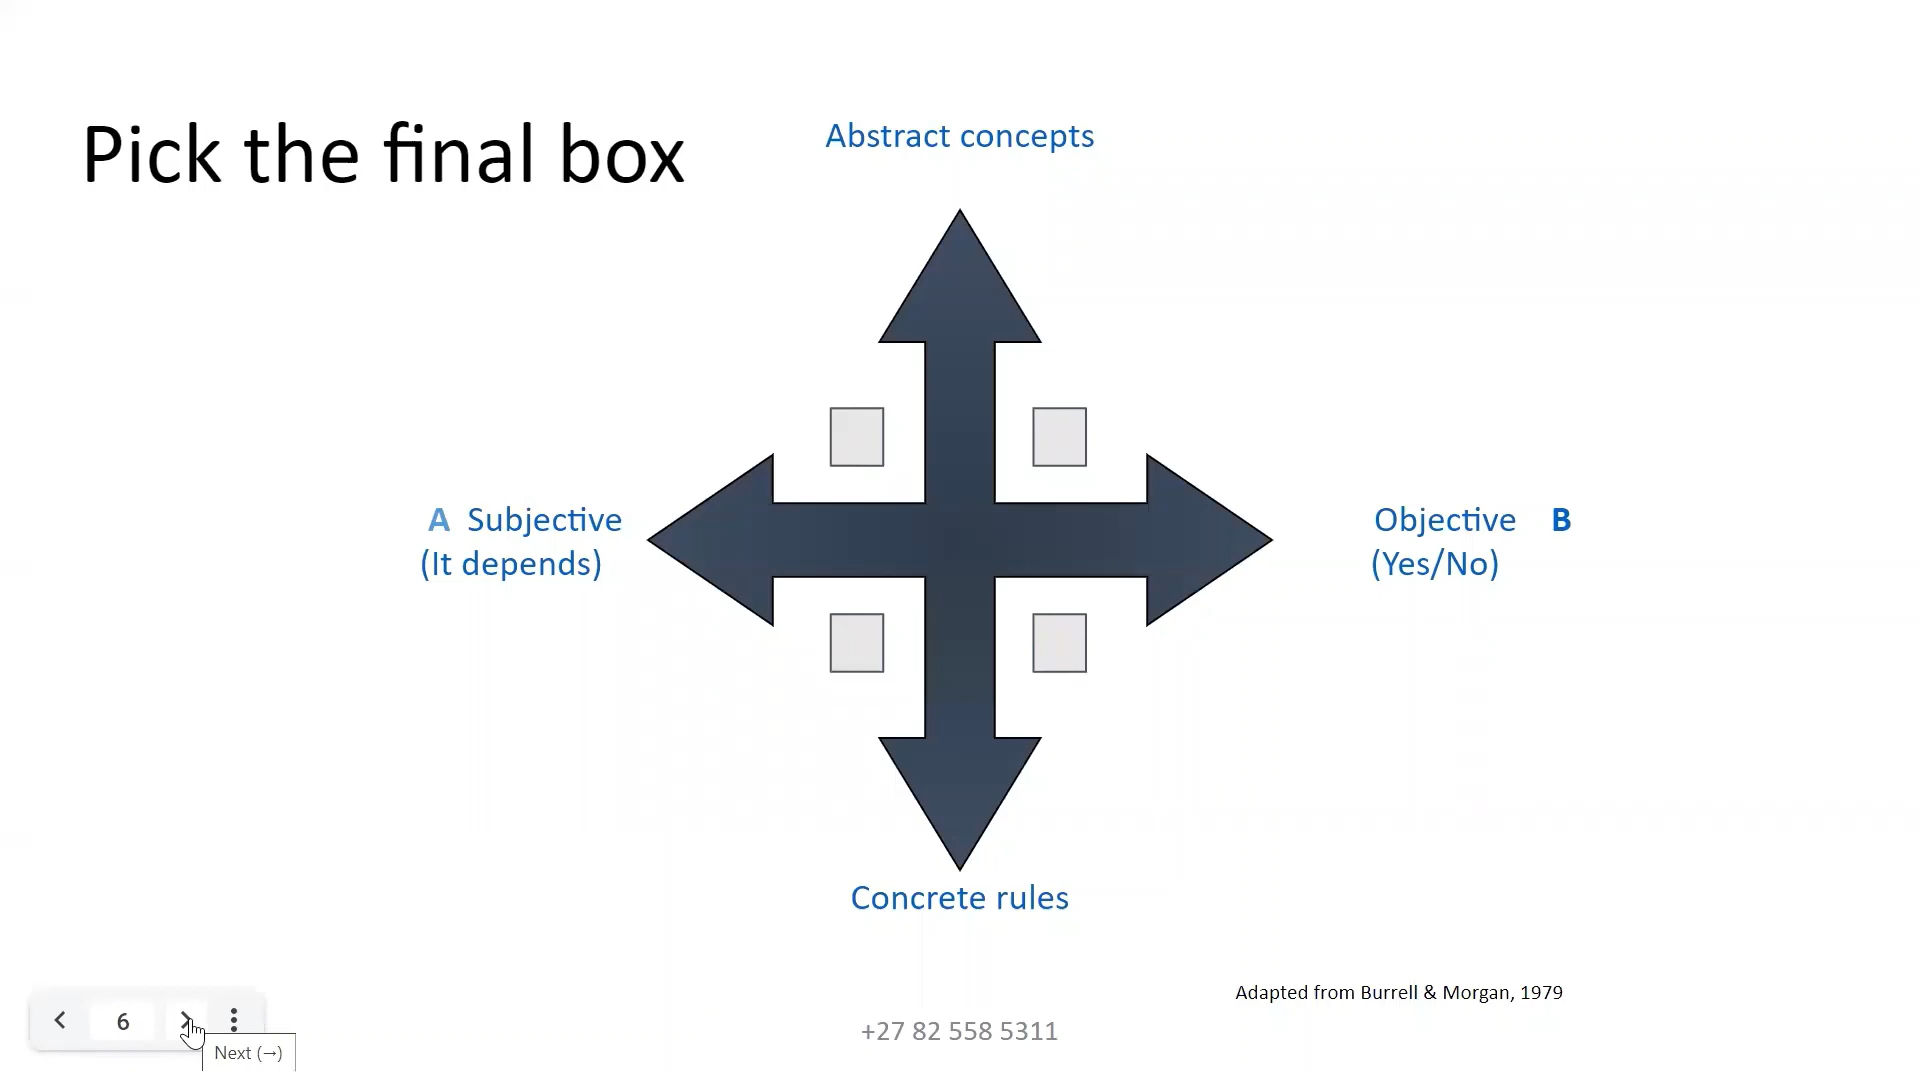 Pick the final box
Abstract concepts
A Subjective
(It depends)
Objective B
(Yes/No)
Concrete rules
Adapted from Burrell & Morgan, 1979
+27 82 558 5311
6
Next (→)